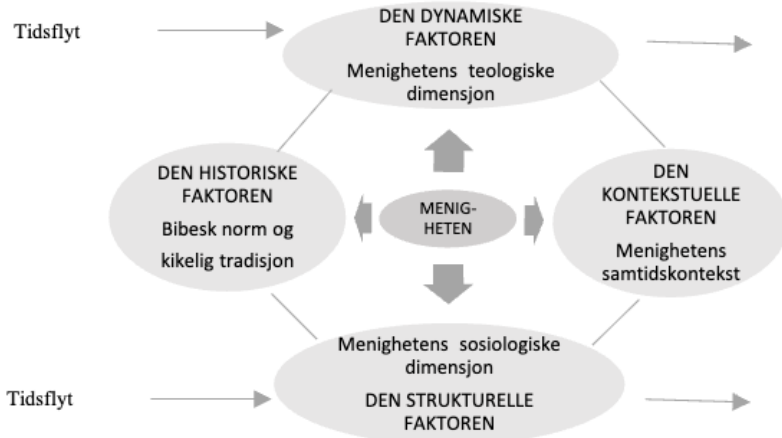 DEN DYNAMISKE
FAKTOREN
Menighetens teologiske
dimensjon
Tidsflyt
DEN HISTORISKE
FAKTOREN
Bibesk norm og
kikelig tradisjon
MENIG-
HETEN
DEN
KONTEKSTUELLE
FAKTOREN
Menighetens
samtidskontekst
Menighetens sosiologiske
dimensjon
DEN STRUKTURELLE
FAKTOREN
Tidsflyt